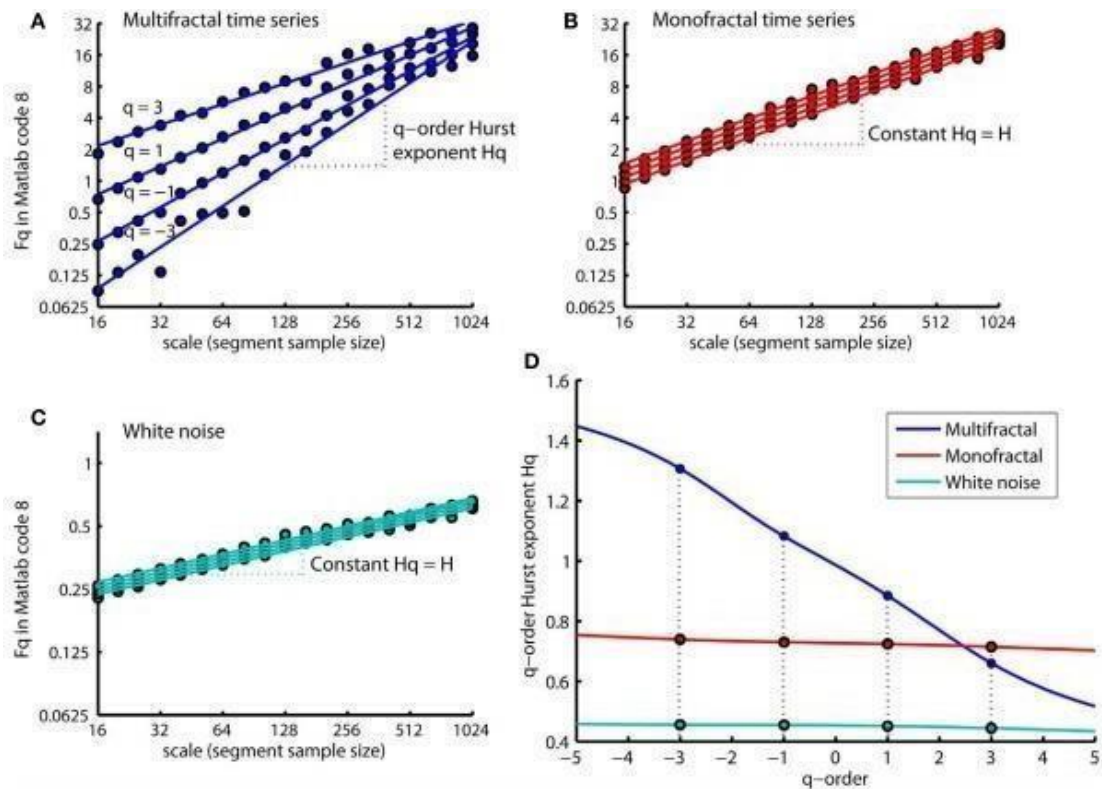 A
Multifractal time series
Fq in Matlab code 8
32
16
8
4
2
1
0.5
0.25
0.125
0.0625
q = 3
q = 1
q = −1
q = −3
q−order Hurst
exponent Hq
16 32 64 128 256 512 1024
scale (segment sample size)
B
Monofractal time series
Fq in Matlab code 8
32
16
8
4
2
1
0.5
0.25
0.125
0.0625
Constant Hq = H
16 32 64 128 256 512 1024
scale (segment sample size)
C
White noise
Fq in Matlab code 8
1
0.5
0.25
0.125
0.0625
Constant Hq = H
16 32 64 128 256 512 1024
scale (segment sample size)
D
q−order Hurst exponent Hq
1.6
1.4
1.2
1
0.8
0.6
0.4
Multifractal
Monofractal
White noise
−5 −4 −3 −2 −1 0 1 2 3 4 5
q−order